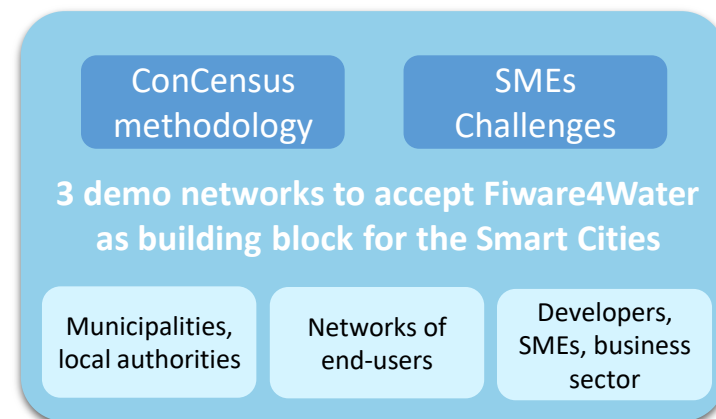 ConCensus
methodology
SMEs
Challenges
3 demo networks to accept Fiware4Water
as building block for the Smart Cities
Municipalities,
local authorities
Networks of
end-users
Developers,
SMEs, business
sector